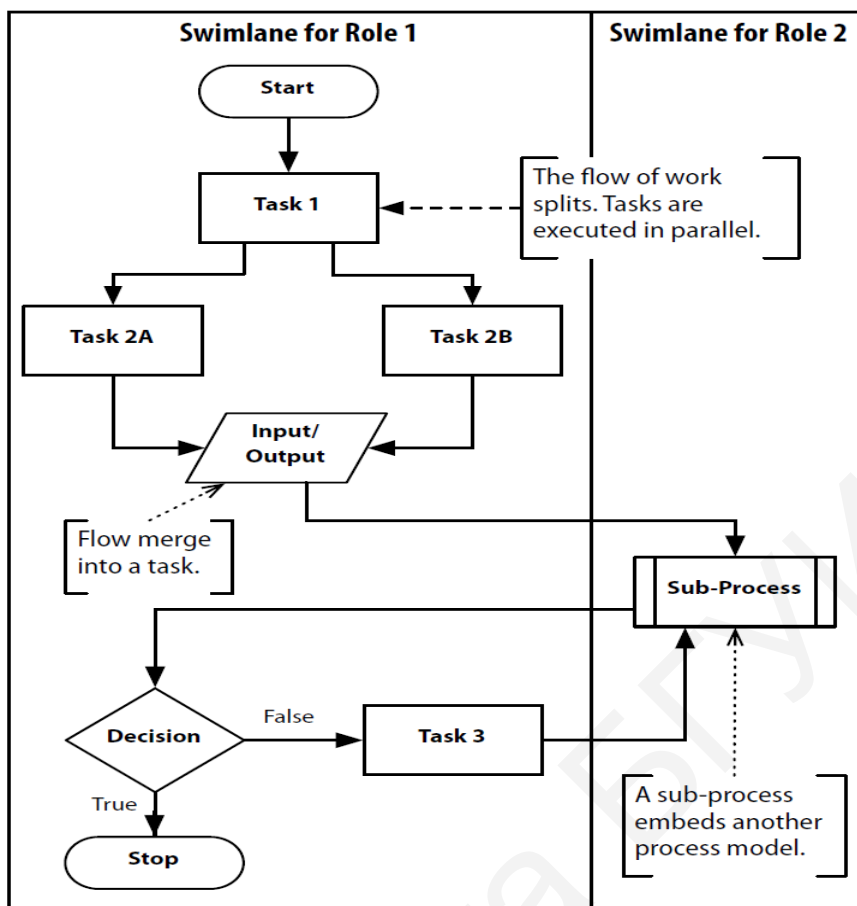 Swimlane for Role 1
Swimlane for Role 2
Start
Task 1
The flow of work
splits. Tasks are
executed in parallel.
Task 2A
Task 2B
Input/
Output
Flow merge
into a task.
Sub-Process
Decision
False
Task 3
True
Stop
A sub-process
embeds another
process model.